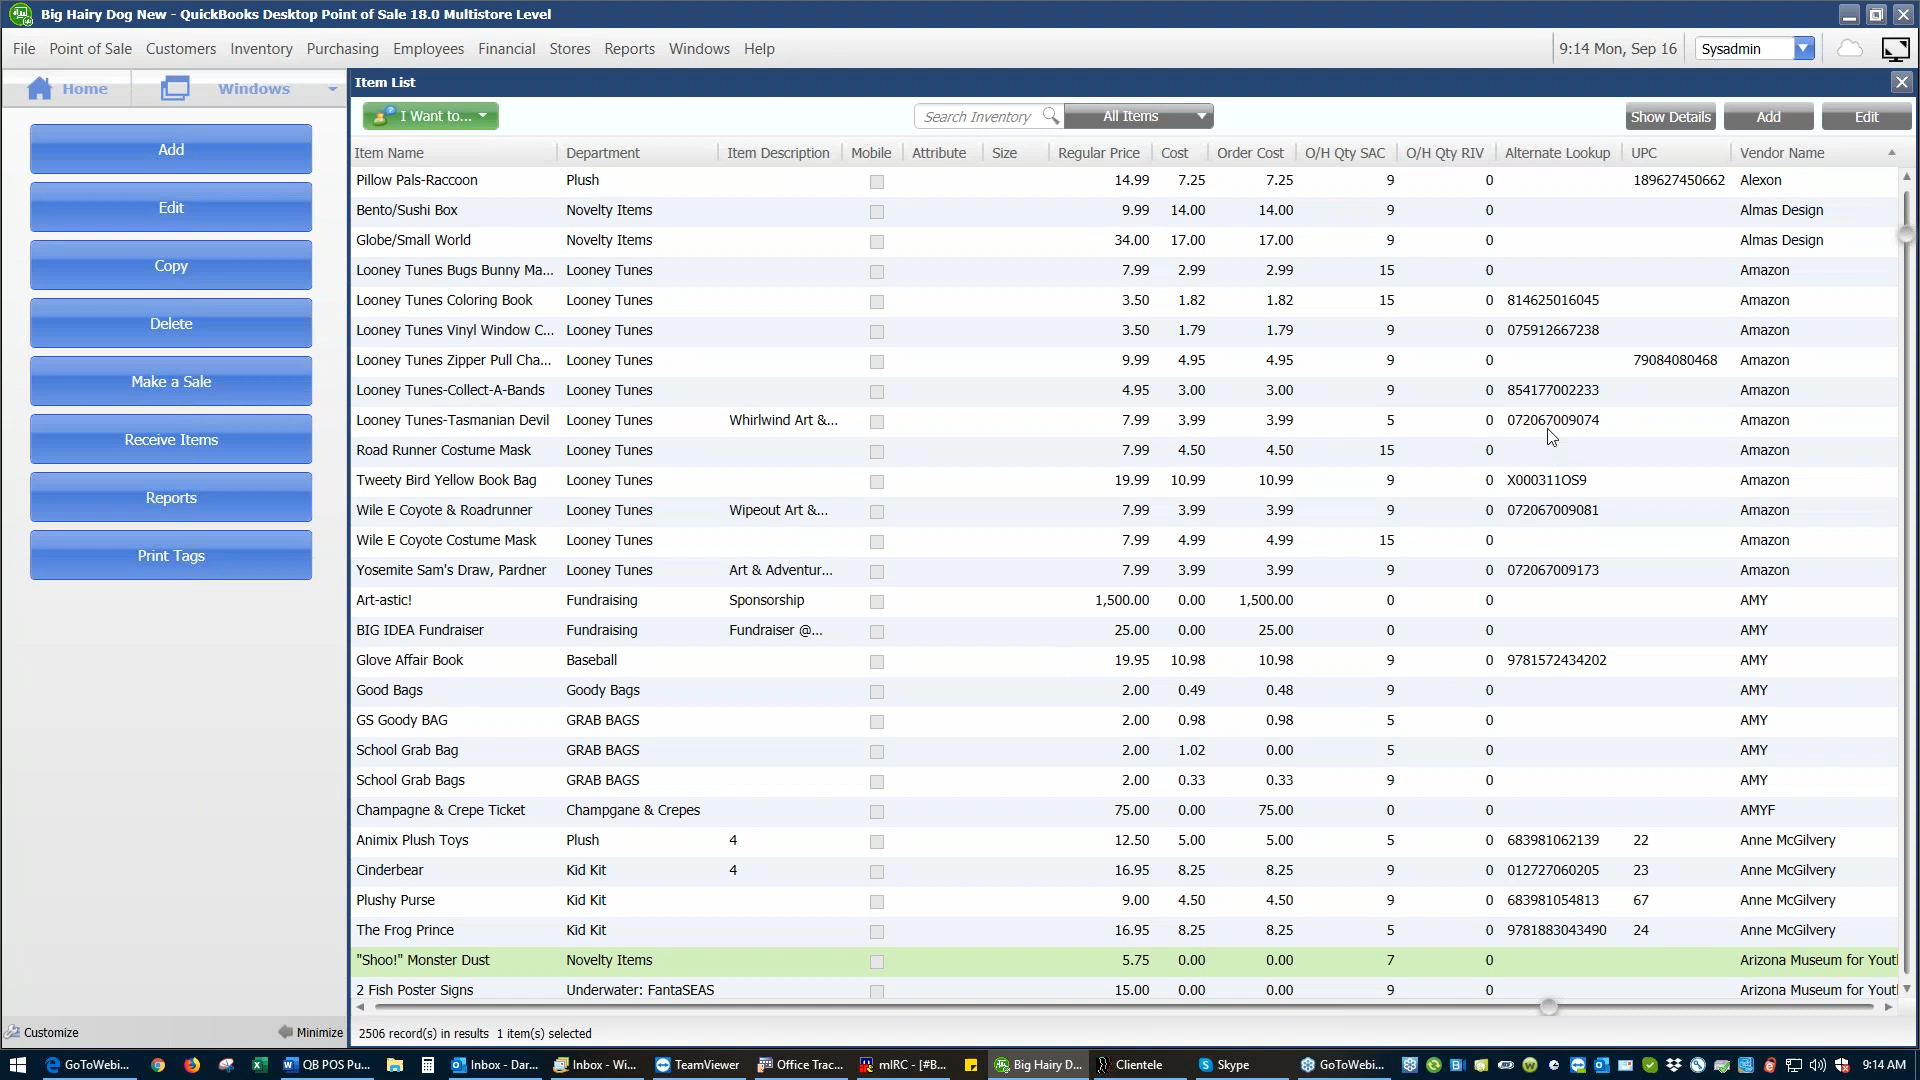 Big Hairy Dog New - QuickBooks Desktop Point of Sale 18.0 Multistore Level
File Point of Sale Customers Inventory Purchasing Employees Financial Stores Reports Windows Help 9:14 Mon, Sep 16 Sysadmin
Home Windows
Item List
I Want to... Search Inventory All Items Show Details Add Edit
Add
Edit
Copy
Delete
Make a Sale
Receive Items
Reports
Print Tags
Item Name Department Item Description Mobile Attribute Size Regular Price Cost Order Cost O/H Qty SAC O/H Qty RIV Alternate Lookup UPC Vendor Name
Pillow Pals-Raccoon Plush 14.99 7.25 7.25 9 0 189627450662 Alexon
Bento/Sushi Box Novelty Items 9.99 14.00 14.00 9 0 Almas Design
Globe/Small World Novelty Items 34.00 17.00 17.00 9 0 Almas Design
Looney Tunes Bugs Bunny Ma... Looney Tunes 7.99 2.99 2.99 15 0 Amazon
Looney Tunes Coloring Book Looney Tunes 3.50 1.82 1.82 15 0 814625016045 Amazon
Looney Tunes Vinyl Window C... Looney Tunes 3.50 1.79 1.79 9 0 075912667238 Amazon
Looney Tunes Zipper Pull Cha... Looney Tunes 9.99 4.95 4.95 9 0 79084080468 Amazon
Looney Tunes-Collect-A-Bands Looney Tunes 4.95 3.00 3.00 9 0 854177002233 Amazon
Looney Tunes-Tasmanian Devil Looney Tunes Whirlwind Art &... 7.99 3.99 3.99 5 0 072067009074 Amazon
Road Runner Costume Mask Looney Tunes 7.99 4.50 4.50 15 0 Amazon
Tweety Bird Yellow Book Bag Looney Tunes 19.99 10.99 10.99 9 0 X000311OS9 Amazon
Wile E Coyote & Roadrunner Looney Tunes Wipeout Art &... 7.99 3.99 3.99 9 0 072067009081 Amazon
Wile E Coyote Costume Mask Looney Tunes 7.99 4.99 4.99 15 0 Amazon
Yosemite Sam's Draw, Pardner Looney Tunes Art & Adventur... 7.99 3.99 3.99 9 0 072067009173 Amazon
Art-astic! Fundraising Sponsorship 1,500.00 0.00 1,500.00 0 0 AMY
BIG IDEA Fundraiser Fundraising Fundraiser @... 25.00 0.00 25.00 0 0 AMY
Glove Affair Book Baseball 19.95 10.98 10.98 9 0 9781572434202 AMY
Good Bags Goody Bags 2.00 0.49 0.48 9 0 AMY
GS Goody BAG GRAB BAGS 2.00 0.98 0.98 5 0 AMY
School Grab Bag GRAB BAGS 2.00 1.02 0.00 5 0 AMY
School Grab Bags GRAB BAGS 2.00 0.33 0.33 9 0 AMY
Champagne & Crepe Ticket Champgane & Crepes 75.00 0.00 75.00 0 0 AMYF
Animix Plush Toys Plush 4 12.50 5.00 5.00 5 0 683981062139 22 Anne McGilvery
Cinderbear Kid Kit 4 16.95 8.25 8.25 9 0 012727060205 23 Anne McGilvery
Plushy Purse Kid Kit 9.00 4.50 4.50 9 0 683981054813 67 Anne McGilvery
The Frog Prince Kid Kit 16.95 8.25 8.25 5 0 9781883043490 24 Anne McGilvery
"Shoo!" Monster Dust Novelty Items 5.75 0.00 0.00 7 0 Arizona Museum for Yout
2 Fish Poster Signs Underwater: FantaSEAS 15.00 0.00 0.00 9 0 Arizona Museum for Yout
Customize Minimize 2506 record(s) in results 1 item(s) selected
GoToWebi... QB POS Pu... Inbox - Dar... Inbox - Wi... TeamViewer Office Trac... mIRC - [#B... Big Hairy D... Clientele Skype GoToWebi... 9:14 AM